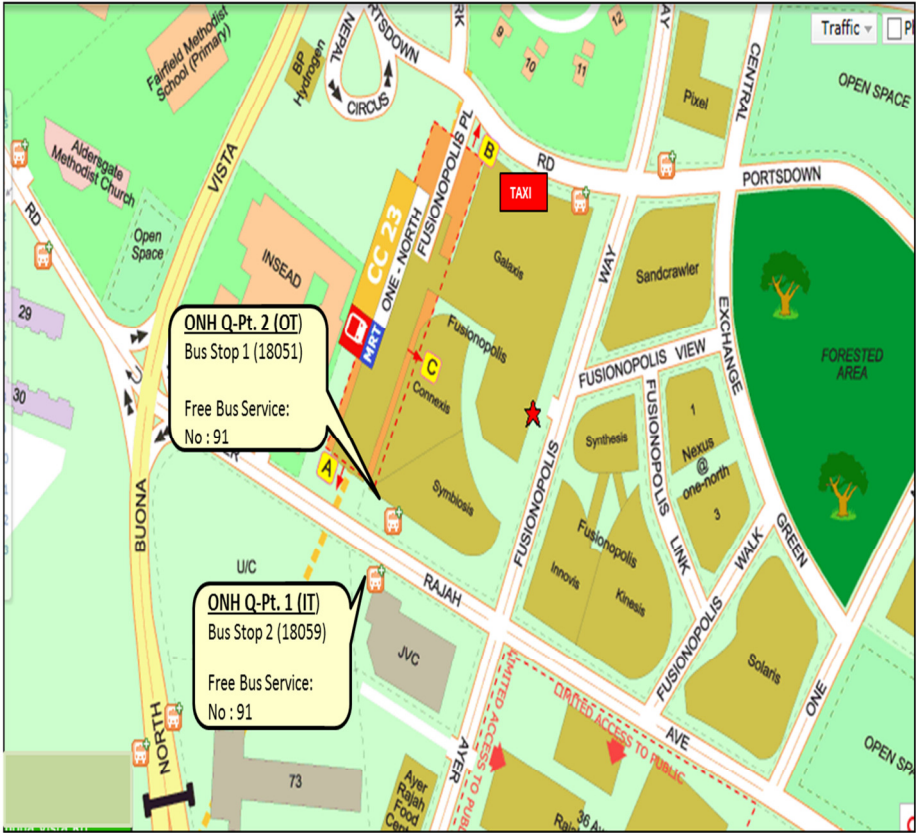 Fairfield Methodist
School (Primary)
BP
Hydrogen
NEPAL
CIRCUS
PORTSDOWN
RD
9
10
11
12
Traffic
Pixel
CENTRAL
OPEN SPACE
Aldersgate
Methodist Church
RD
VISTA
Open
Space
INSEAD
CC 23
ONE - NORTH
MRT
FUSIONOPOLIS PL
B
TAXI
PORTSDOWN
Galaxis
WAY
Sandcrawler
EXCHANGE
FORESTED
AREA
29
30
ONH Q-Pt. 2 (OT)
Bus Stop 1 (18051)
Free Bus Service:
No : 91
Fusionopolis
C
Connexis
FUSIONOPOLIS VIEW
FUSIONOPOLIS
LINK
Synthesis
1
Nexus
@
one-north
3
A
Symbiosis
FUSIONOPOLIS
Fusionopolis
Innovis
Kinesis
WALK
FUSIONOPOLIS
GREEN
BUONA
U/C
RAJAH
ONH Q-Pt. 1 (IT)
Bus Stop 2 (18059)
Free Bus Service:
No : 91
JVC
Solaris
ONE
NORTH
LIMITED ACCESS TO PUBLIC
AVE
AYER
OPEN
73
Ayer
Rajah
Food
36